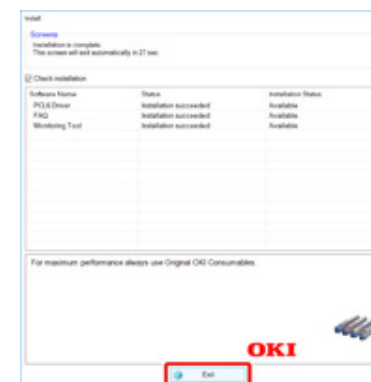 Install
Screens
Installation is complete.
This screen will exit automatically in 27 sec.
Check installation
Software Name Status Installation Status
PCL6 Driver Installation succeeded Available
FAQ Installation succeeded Available
Monitoring Tool Installation succeeded Available
For maximum performance always use Original OKI Consumables.
OKI
Exit